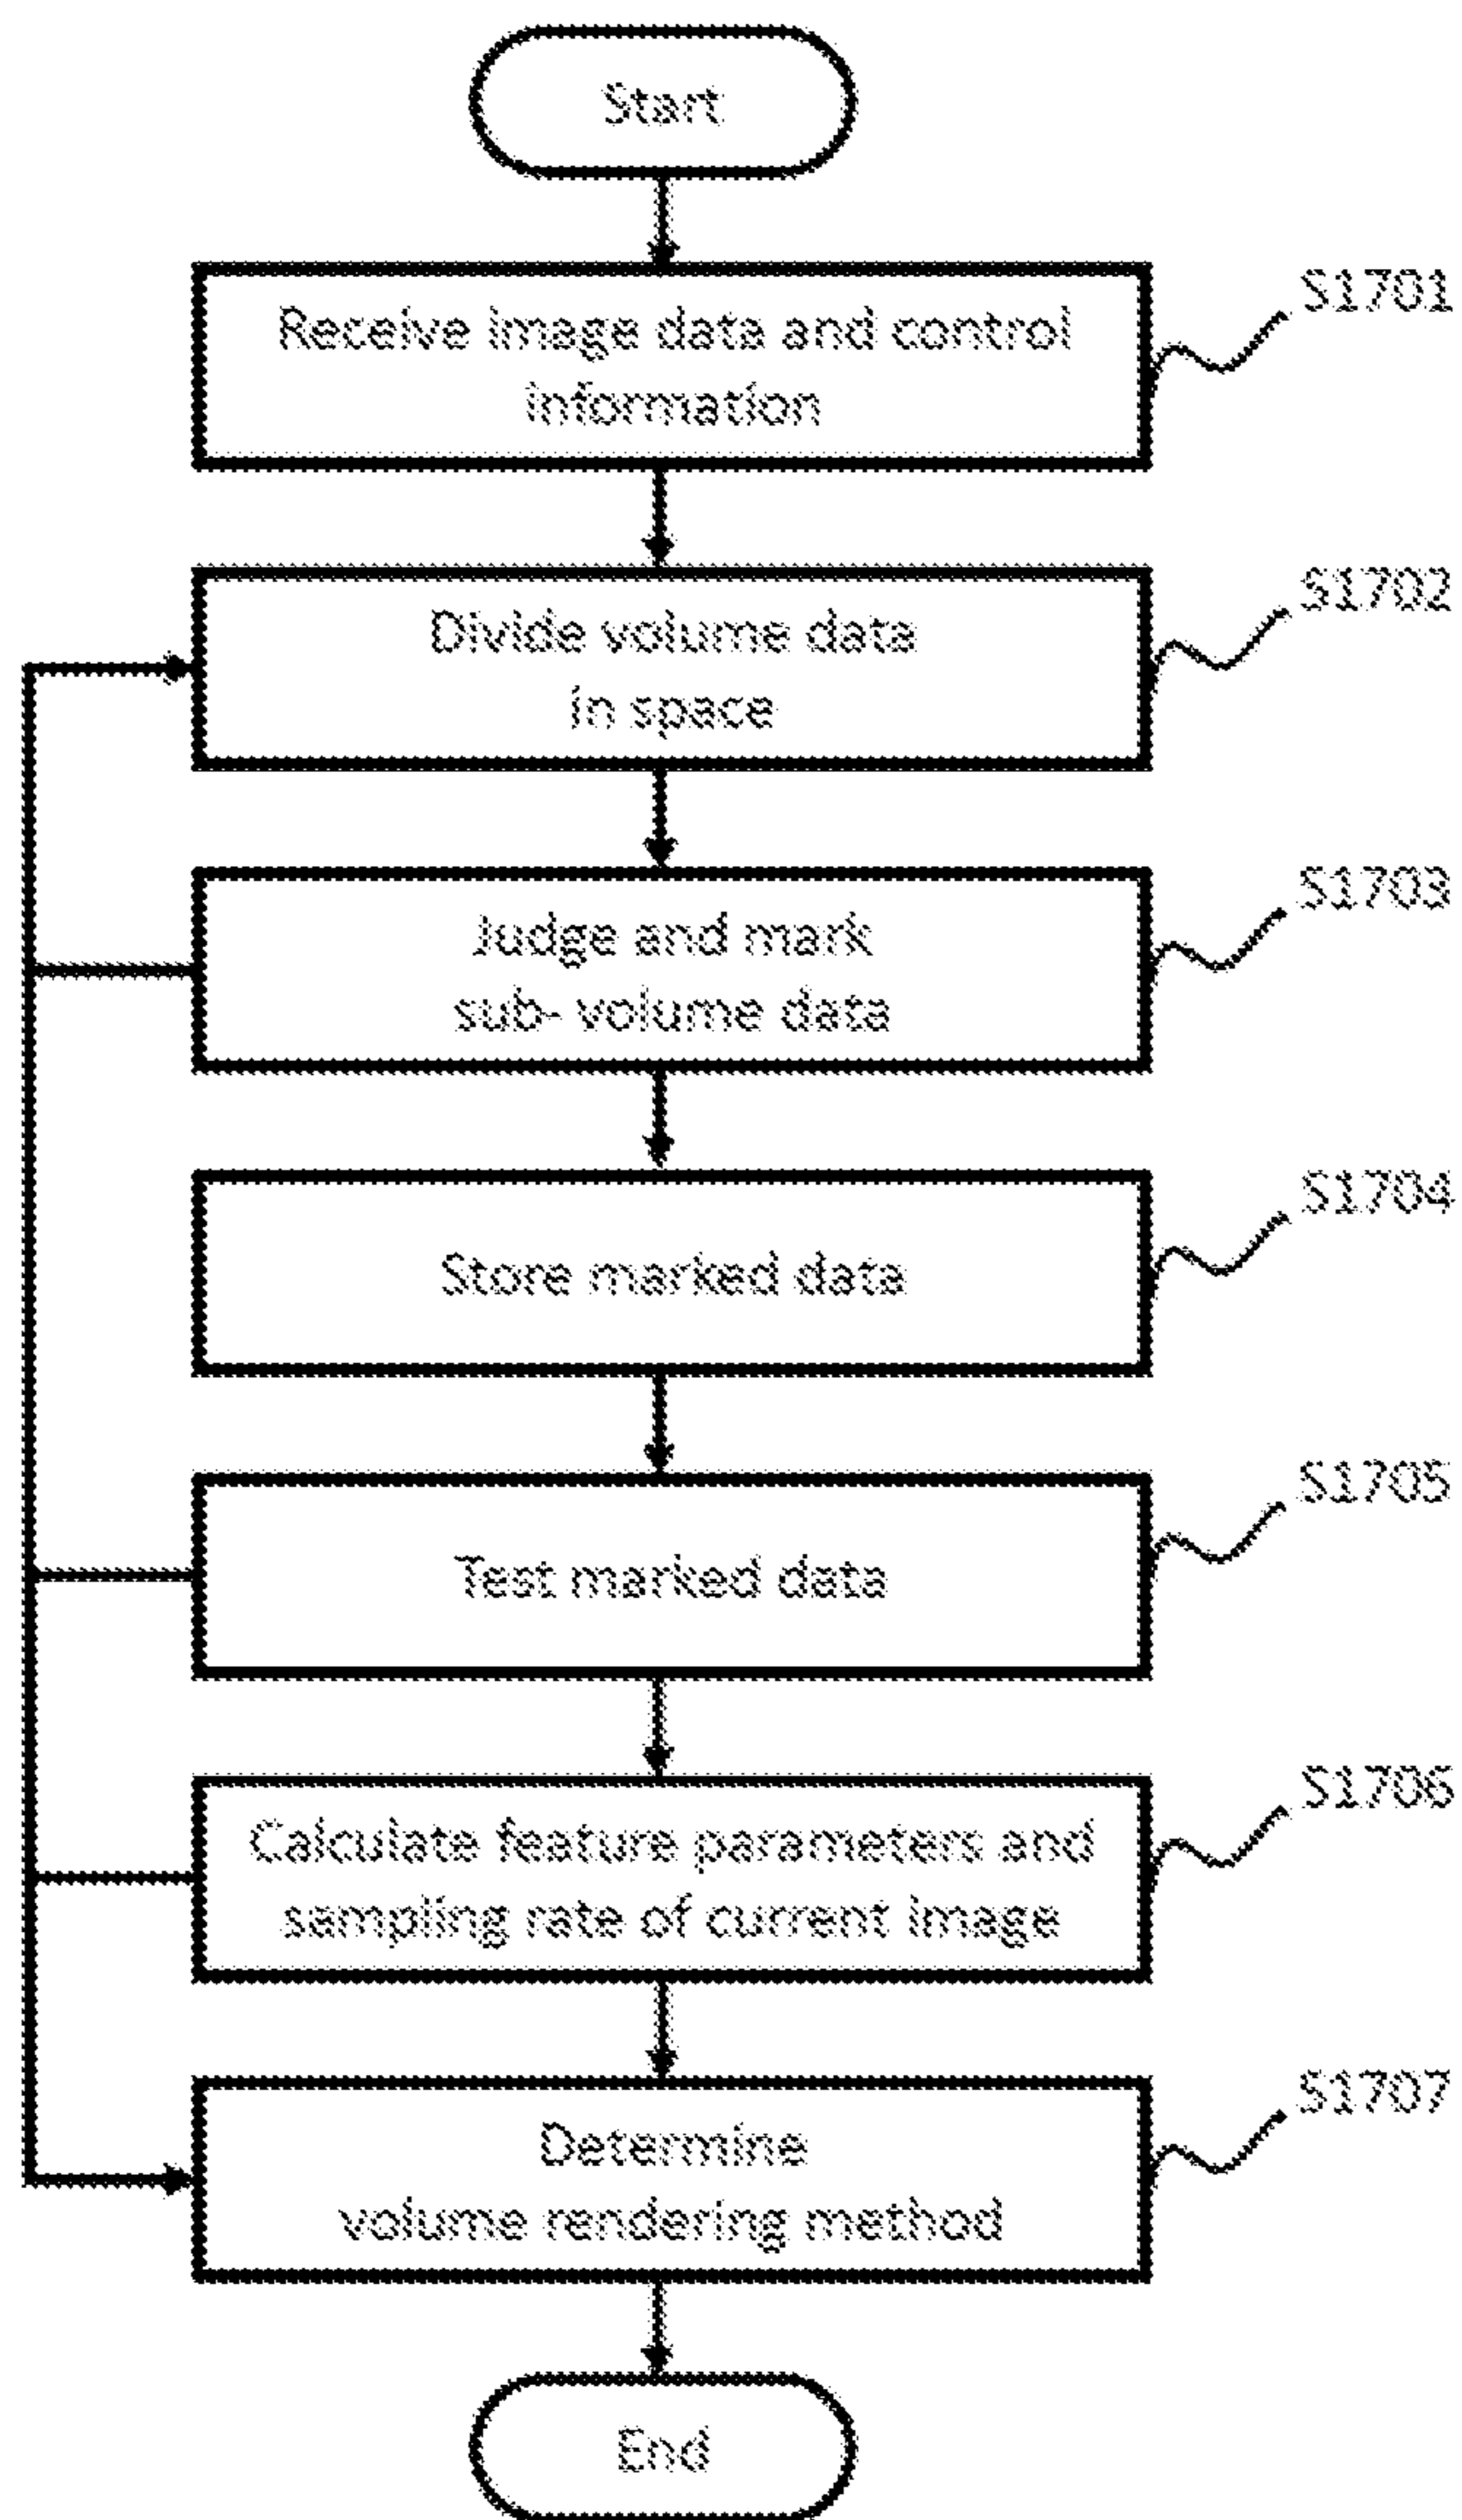 Start
Receive image data and control
information
S1701
Divide volume data
in space
S1702
Judge and mark
sub- volume data
S1703
Store marked data
S1704
Test marked data
S1705
Calculate feature parameters and
sampling rate of current image
S1706
Determine
volume rendering method
S1707
End